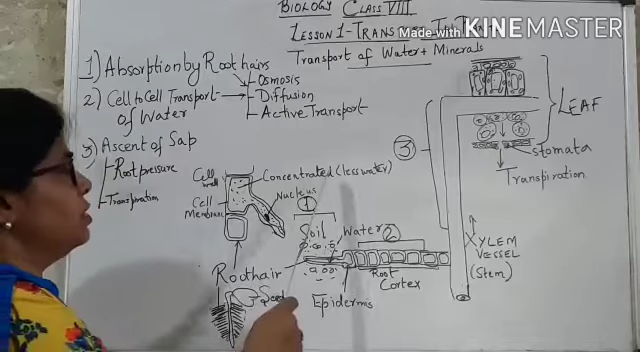 BIOLOGY CLASS VIII
LESSON 1-TRANS
Made with KINEMASTER
Transport of Water + Minerals
1) Absorption by Root hairs
2) Cell to Cell Transport
of Water
Osmosis
Diffusion
Active Transport
3) Ascent of Sap
Root pressure
Transpiration
Cell wall
Cell Membrane
Concentrated (less water)
Nucleus
1
Soil
Water
2
Root hair
Epidermis
Root
Cortex
3
LEAF
stomata
Transpiration
XYLEM
VESSEL
(Stem)